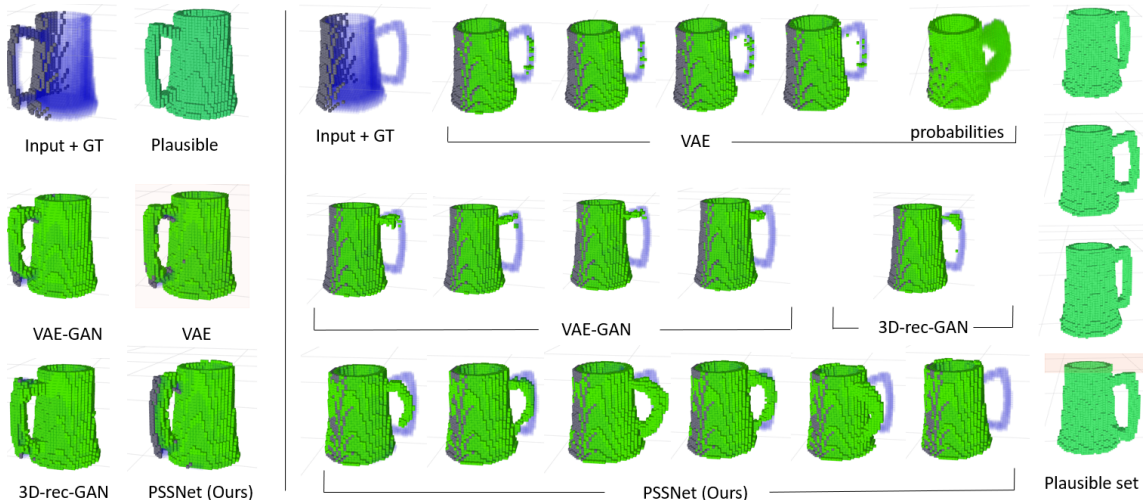 Input + GT
Plausible
Input + GT
VAE
probabilities
VAE-GAN
VAE
VAE-GAN
3D-rec-GAN
3D-rec-GAN
PSSNet (Ours)
PSSNet (Ours)
Plausible set